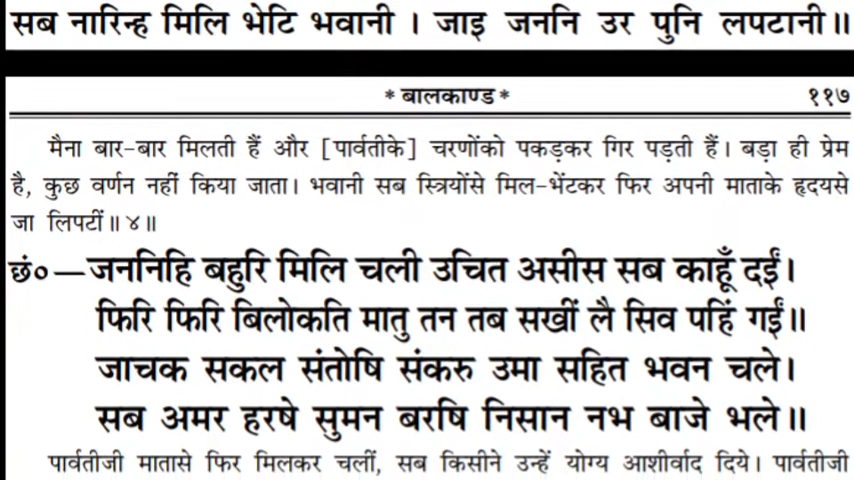 सब नारिन्ह मिलि भेटि भवानी । जाइ जननि उर पुनि लपटानी॥
* बालकाण्ड *
११७
मैना बार-बार मिलती हैं और [पार्वतीके] चरणोंको पकड़कर गिर पड़ती हैं। बड़ा ही प्रेम
है, कुछ वर्णन नहीं किया जाता। भवानी सब स्त्रियोंसे मिल-भेंटकर फिर अपनी माताके हृदयसे
जा लिपटीं॥ ४॥
छं०—जननिहि बहुरि मिलि चली उचित असीस सब काहूँ दईं।
फिरि फिरि बिलोकति मातु तन तब सखीं लै सिव पहिं गईं॥
जाचक सकल संतोषि संकरु उमा सहित भवन चले।
सब अमर हरषे सुमन बरषि निसान नभ बाजे भले॥
पार्वतीजी मातासे फिर मिलकर चलीं, सब किसीने उन्हें योग्य आशीर्वाद दिये। पार्वतीजी